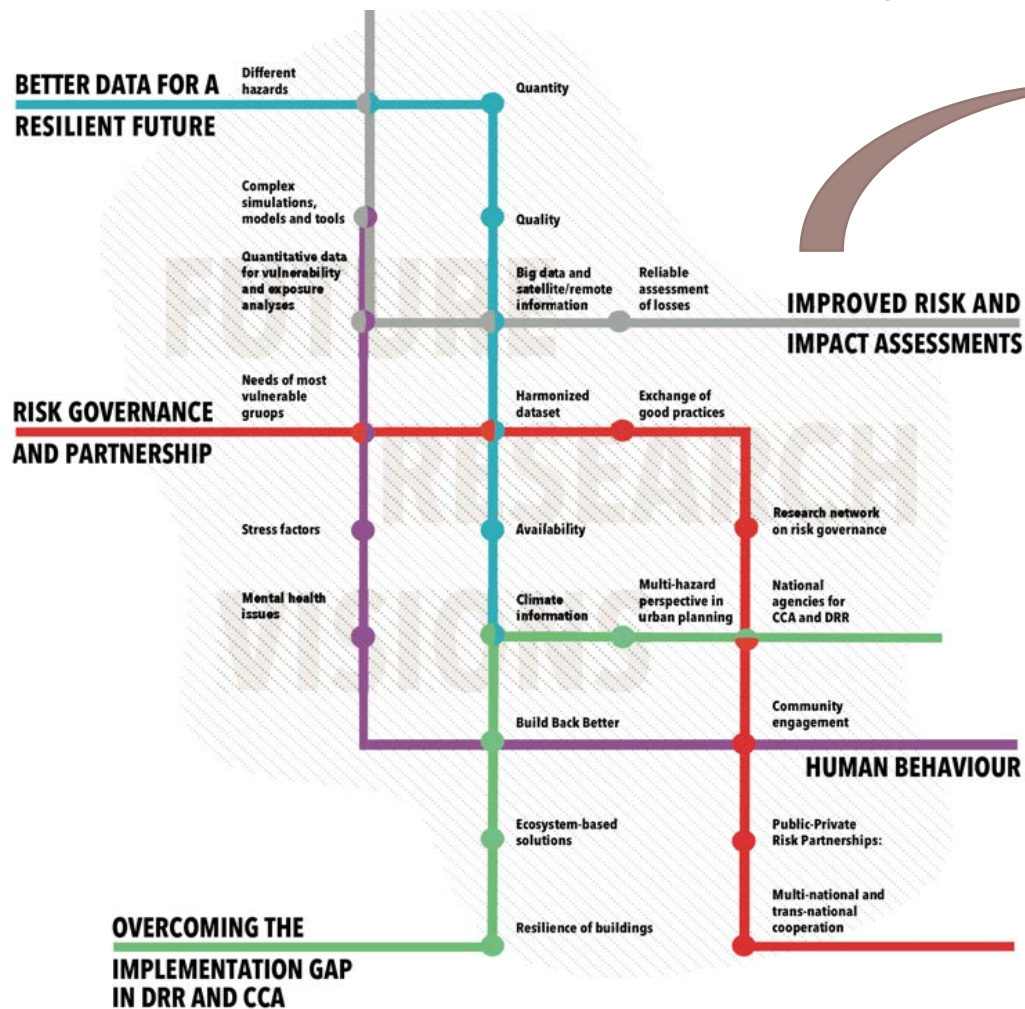 BETTER DATA FOR A
RESILIENT FUTURE
Different
hazards
Quantity
Complex
simulations,
models and tools
Quality
Quantitative data
for vulnerability
and exposure
analyses
Big data and
satellite/remote
information
Reliable
assessment
of losses
IMPROVED RISK AND
IMPACT ASSESSMENTS
FUTURE
RISK GOVERNANCE
AND PARTNERSHIP
Needs of most
vulnerable
gruops
Harmonized
dataset
Exchange of
good practices
RESEARCH
Stress factors
Availability
Research network
on risk governance
Mental health
issues
Climate
information
Multi-hazard
perspective in
urban planning
National
agencies for
CCA and DRR
VISIONS
Build Back Better
Community
engagement
HUMAN BEHAVIOUR
Ecosystem-based
solutions
Public-Private
Risk Partnerships:
OVERCOMING THE
IMPLEMENTATION GAP
IN DRR AND CCA
Resilience of buildings
Multi-national and
trans-national
cooperation